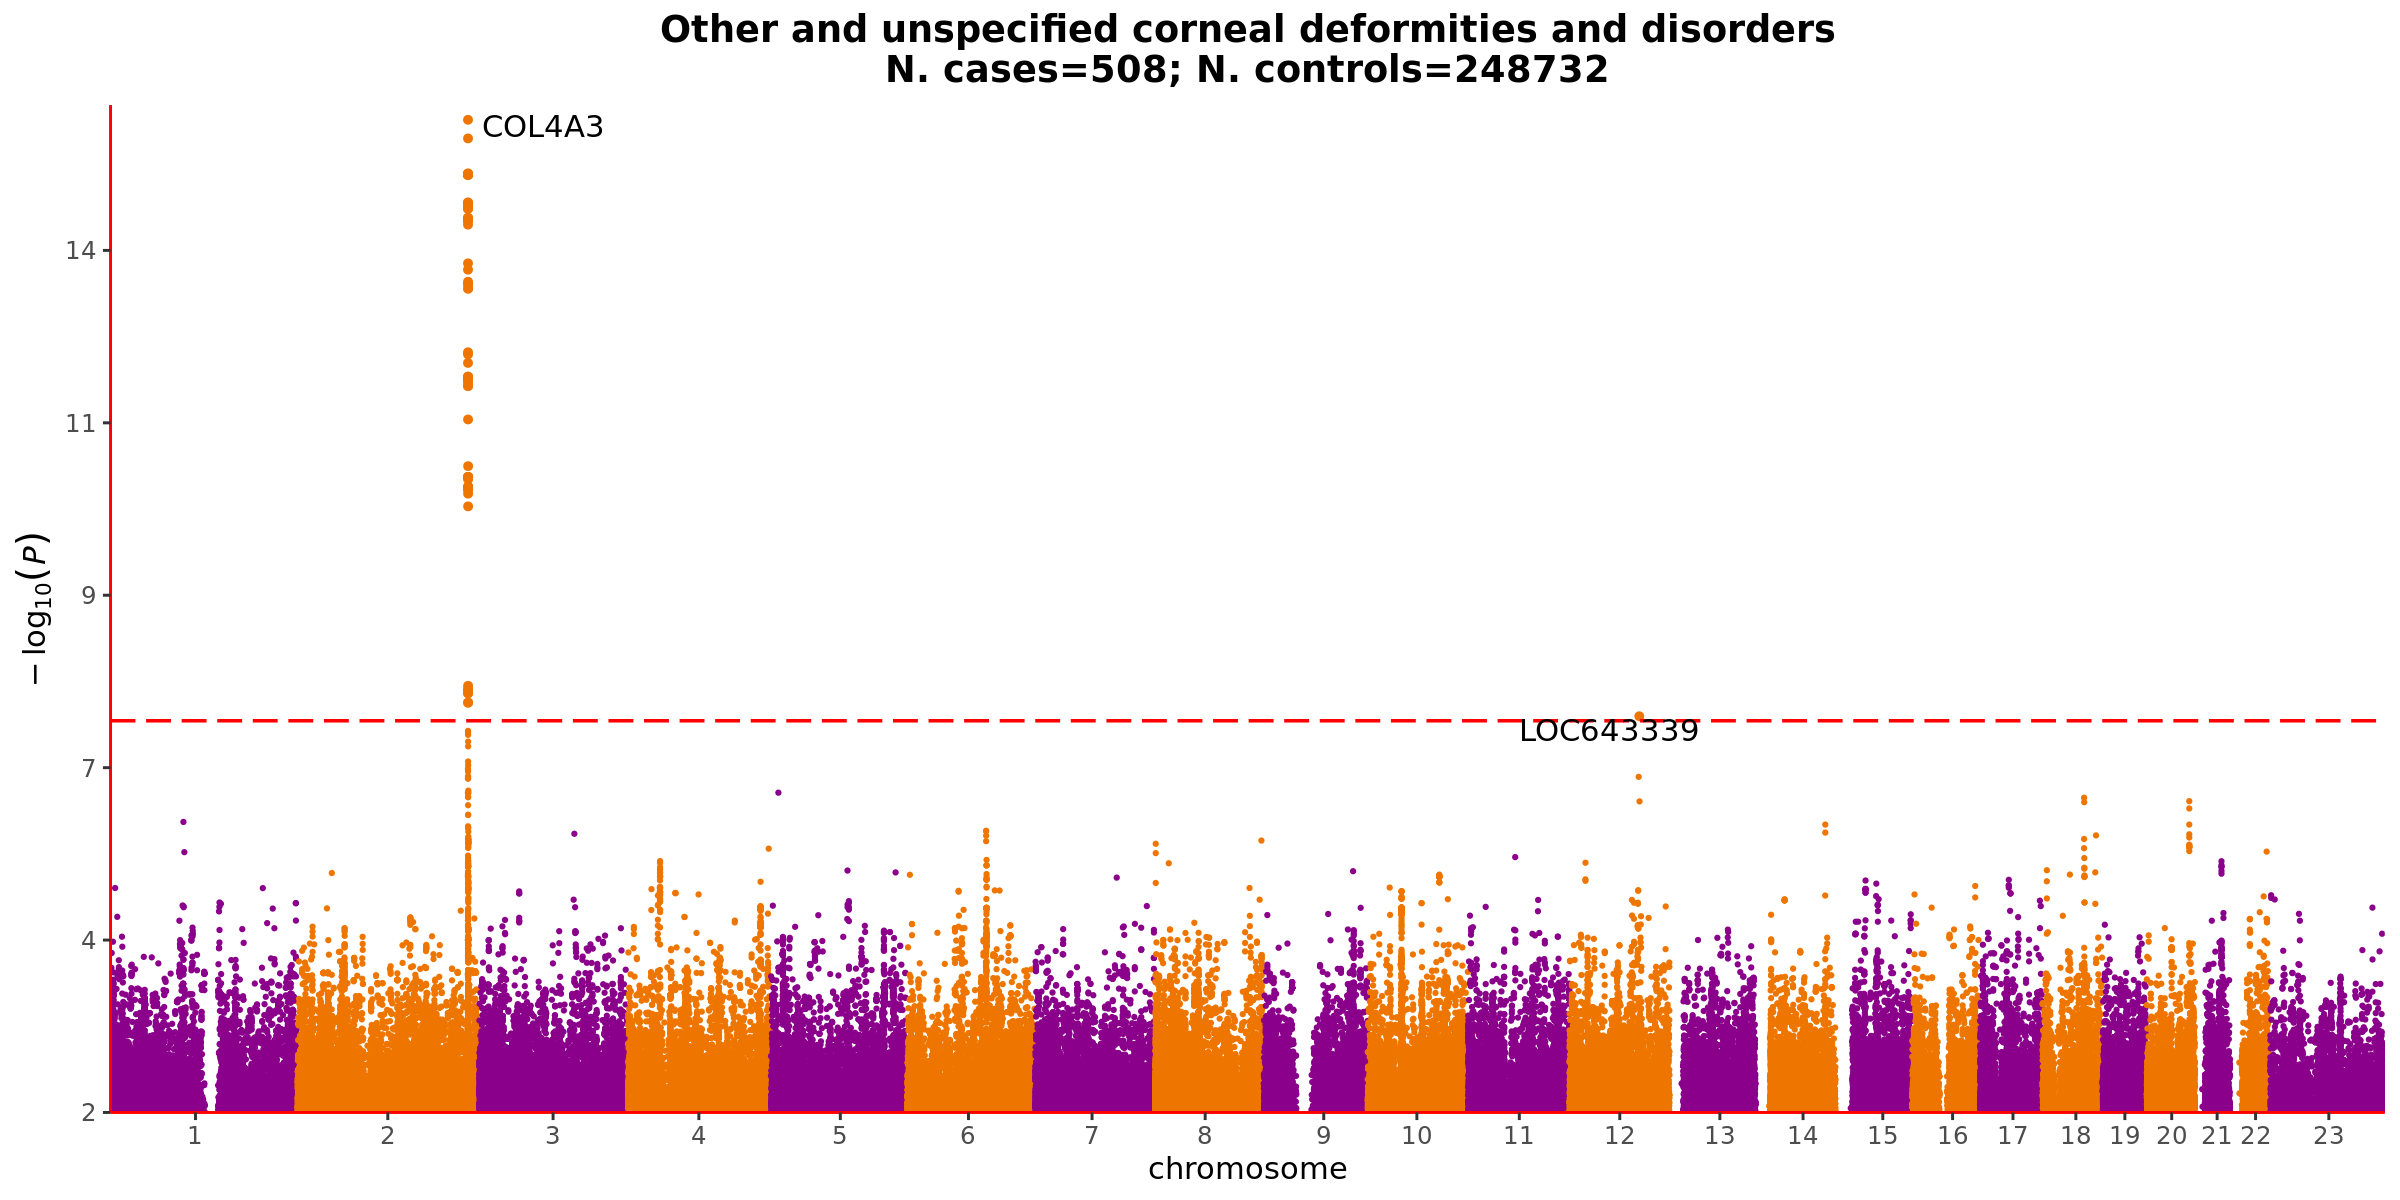 Other and unspecified corneal deformities and disorders
N. cases=508; N. controls=248732
COL4A3
14
11
9
−log10(P)
LOC643339
7
4
2
1 2 3 4 5 6 7 8 9 10 11 12 13 14 15 16 17 18 19 20 21 22 23
chromosome